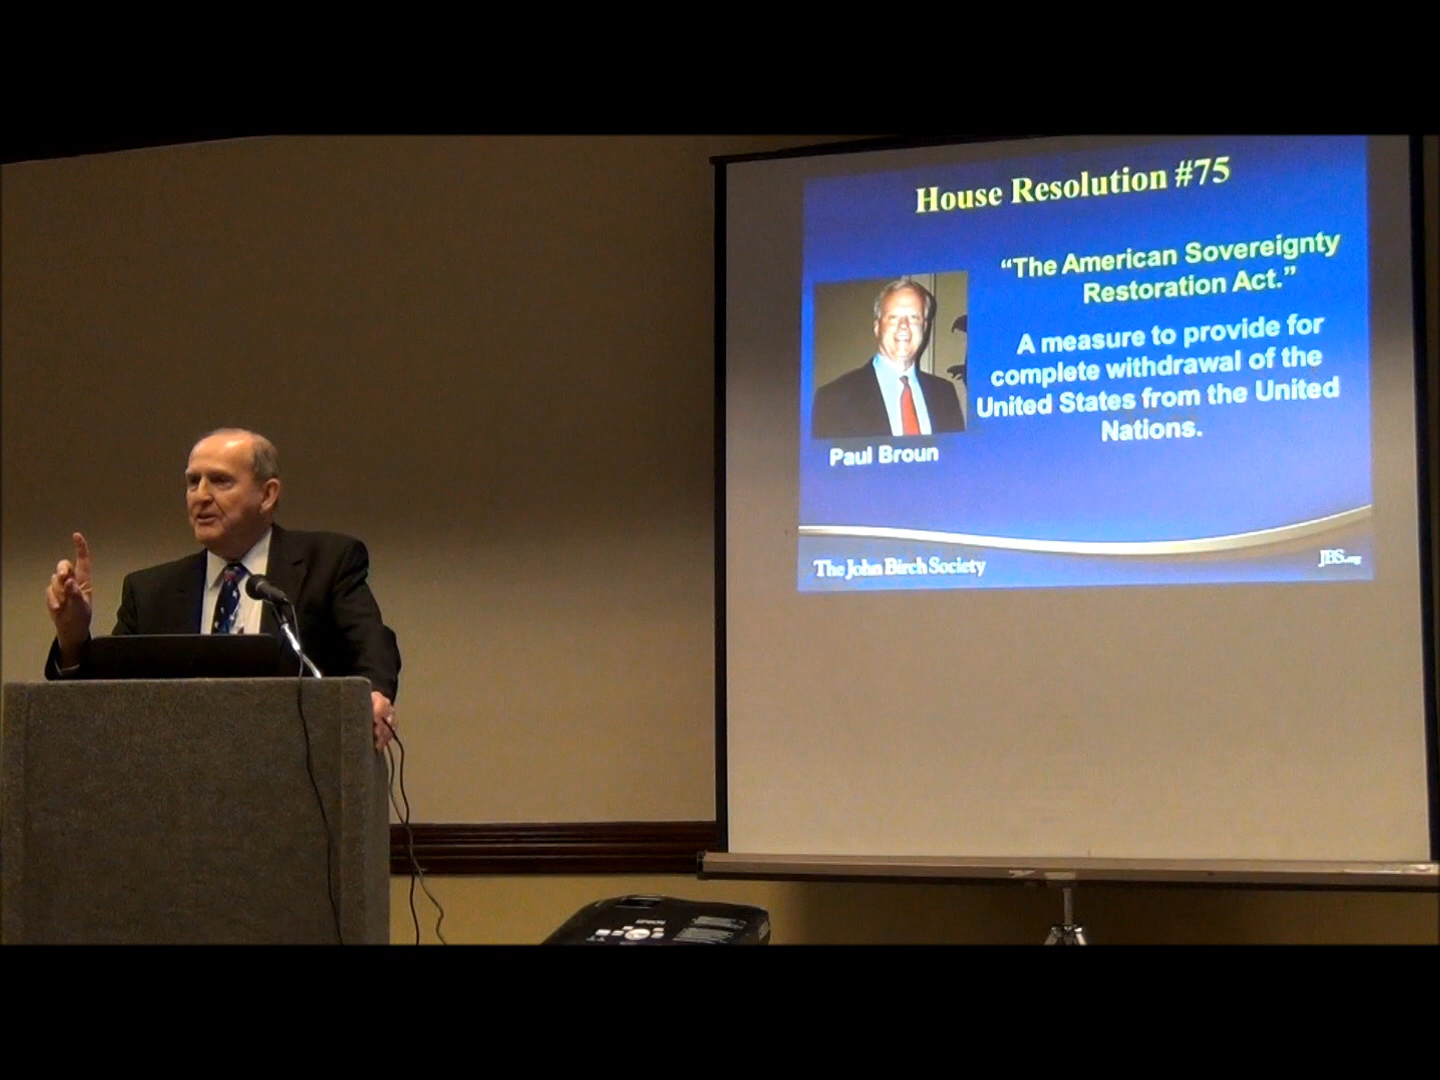 House Resolution #75
“The American Sovereignty
Restoration Act.”
A measure to provide for
complete withdrawal of the
United States from the United
Nations.
Paul Broun
The John Birch Society
JBS.org